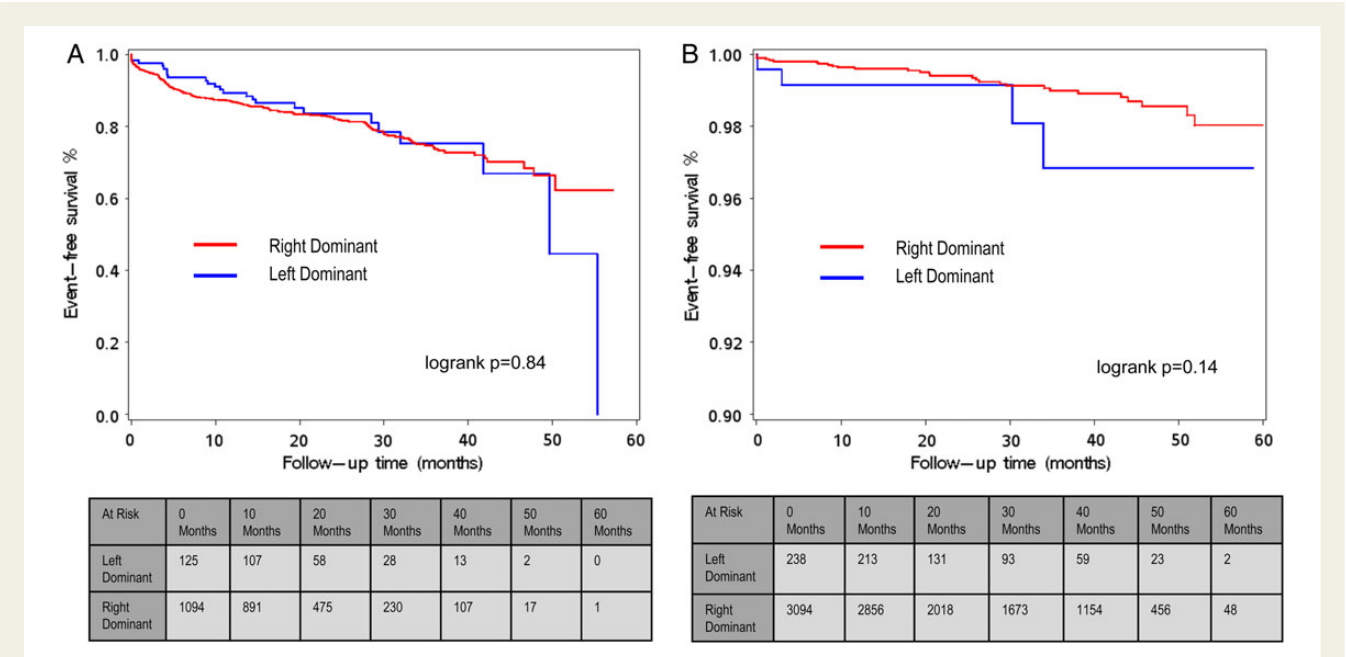 A
1.0
0.8
0.6
0.4
0.2
0.0
Event-free survival %
Right Dominant
Left Dominant
logrank p=0.84
0 10 20 30 40 50 60
Follow-up time (months)
At Risk 0 Months 10 Months 20 Months 30 Months 40 Months 50 Months 60 Months
Left Dominant 125 107 58 28 13 2 0
Right Dominant 1094 891 475 230 107 17 1
B
1.00
0.98
0.96
0.94
0.92
0.90
Event-free survival %
Right Dominant
Left Dominant
logrank p=0.14
0 10 20 30 40 50 60
Follow-up time (months)
At Risk 0 Months 10 Months 20 Months 30 Months 40 Months 50 Months 60 Months
Left Dominant 238 213 131 93 59 23 2
Right Dominant 3094 2856 2018 1673 1154 456 48